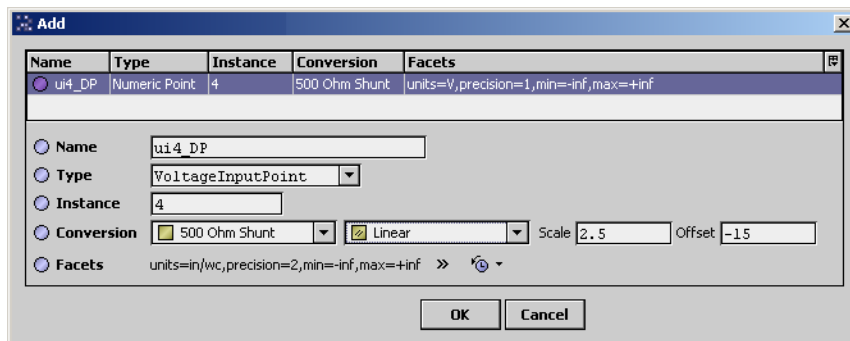 Add
Name Type Instance Conversion Facets
ui4_DP Numeric Point 4 500 Ohm Shunt units=V,precision=1,min=-inf,max=+inf
Name ui4_DP
Type VoltageInputPoint
Instance 4
Conversion 500 Ohm Shunt Linear Scale 2.5 Offset -15
Facets units=in/wc,precision=2,min=-inf,max=+inf »
OK Cancel